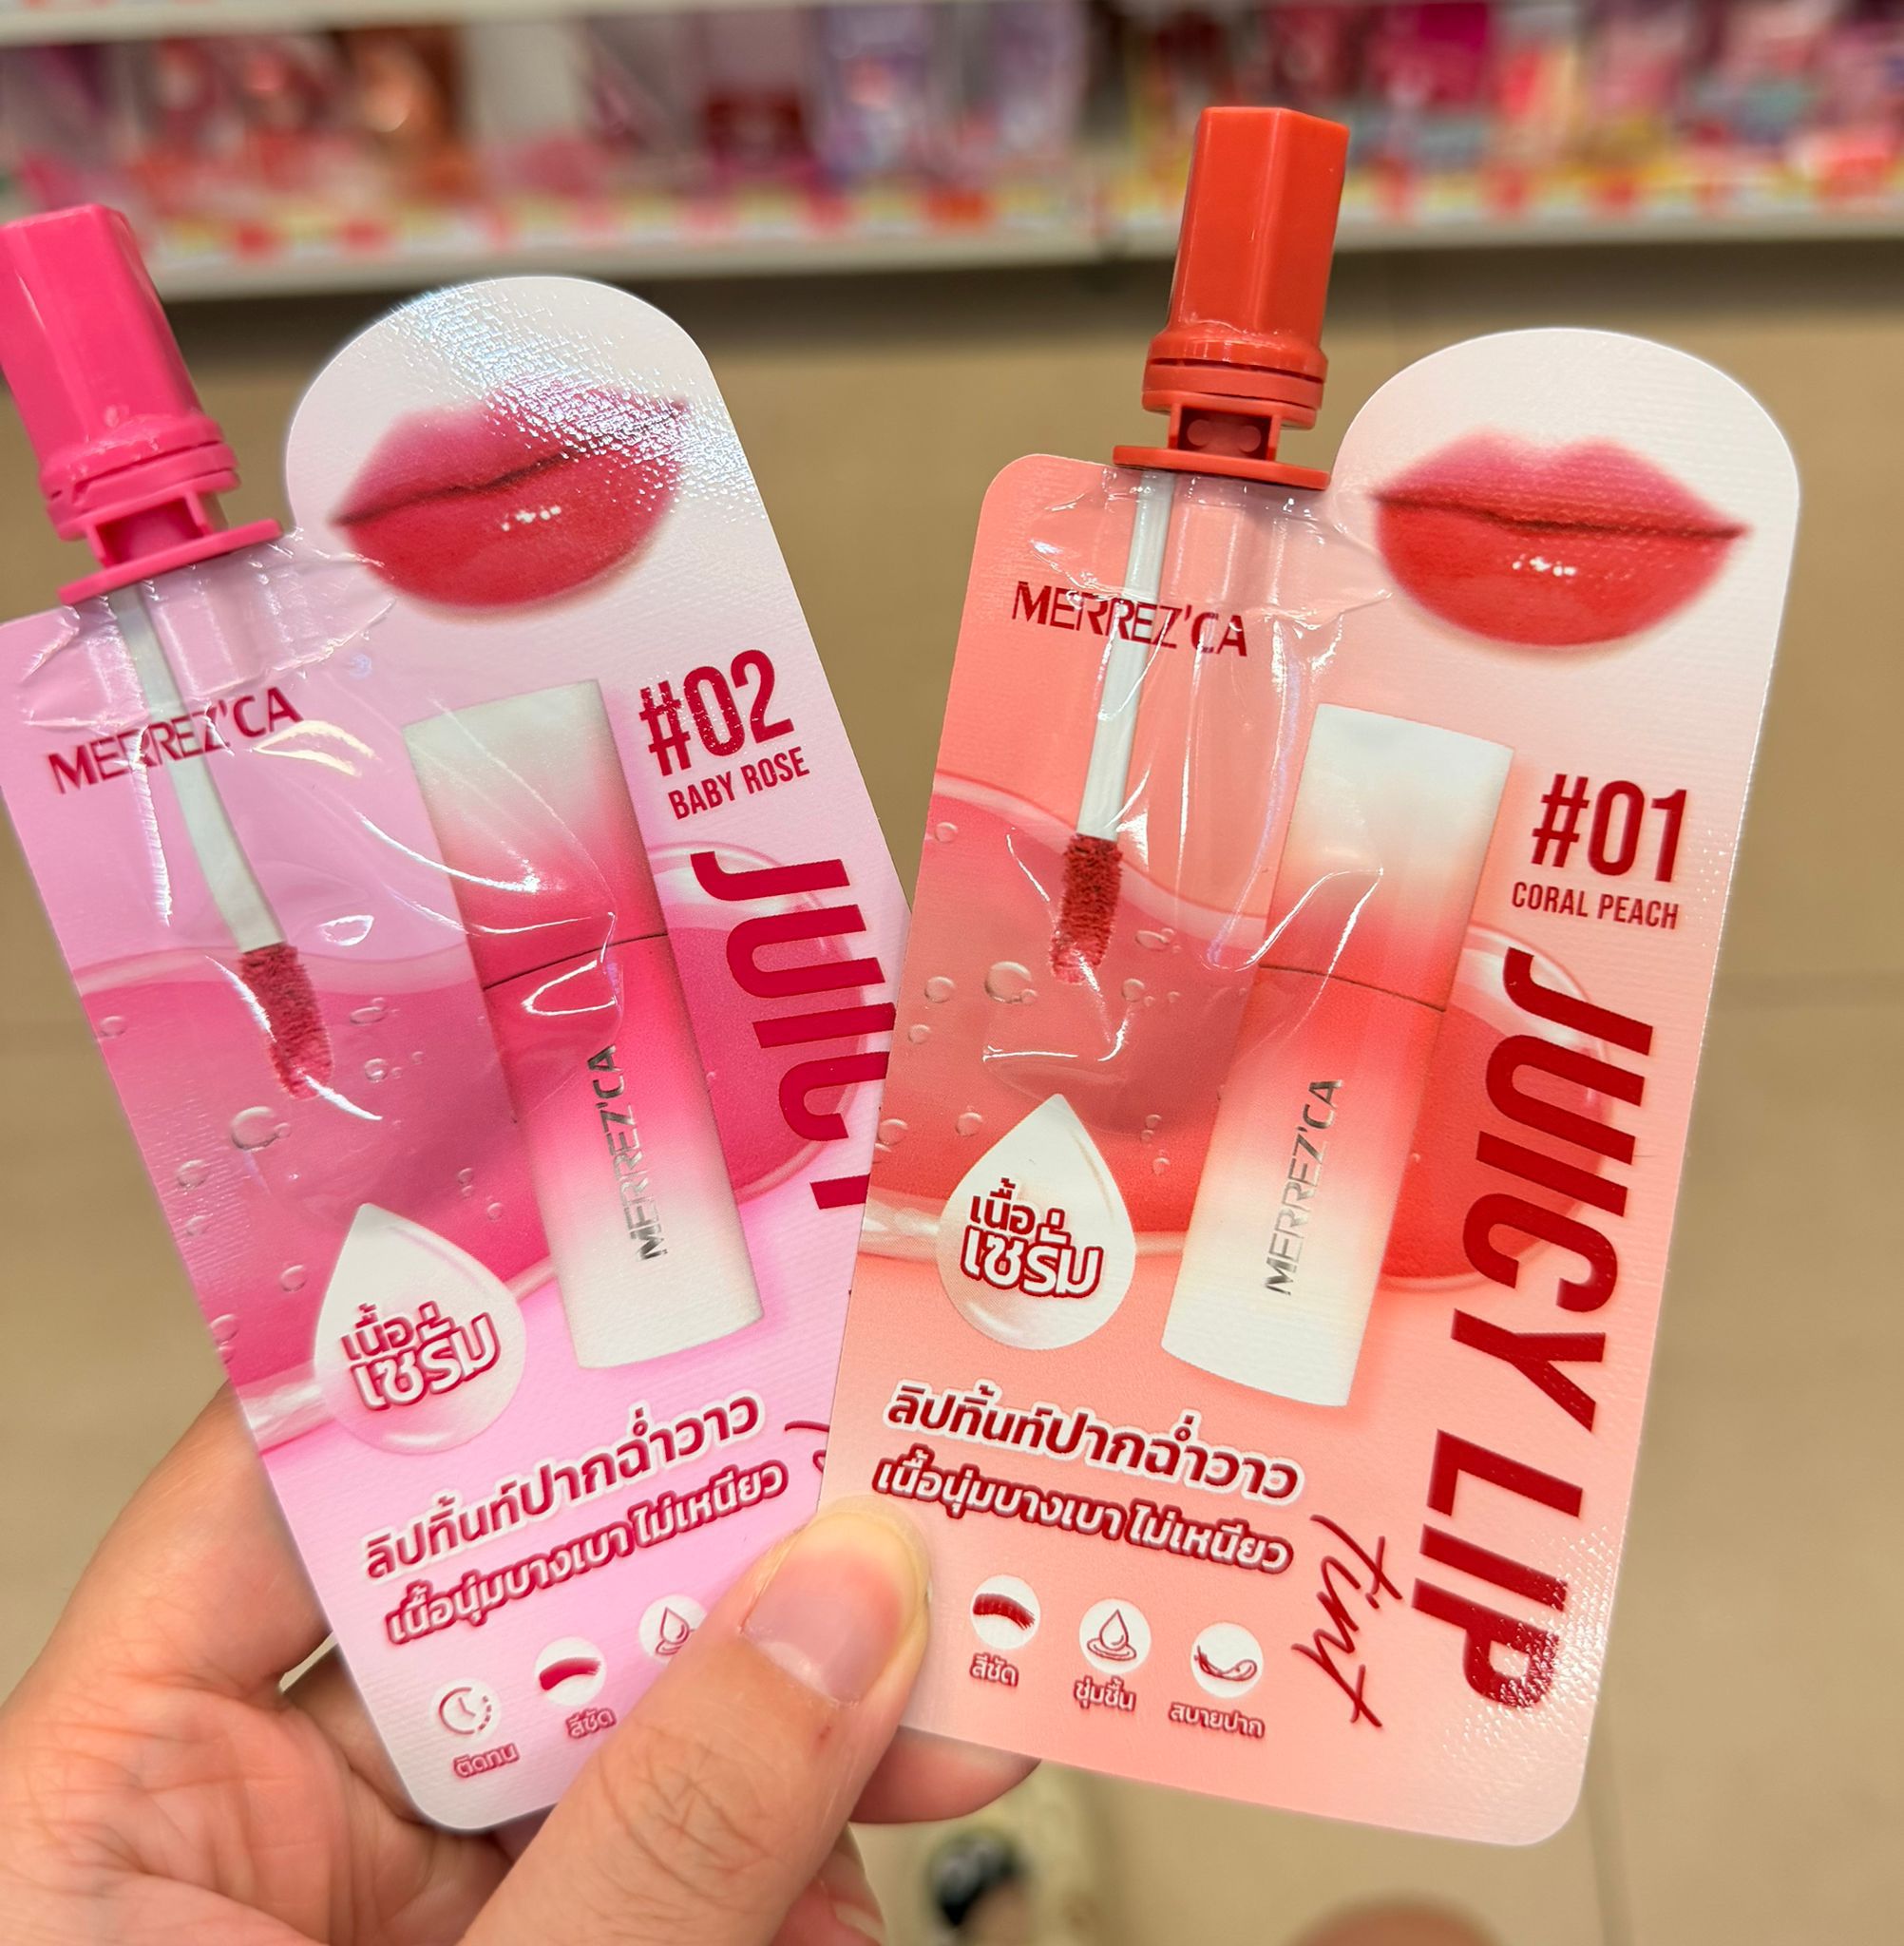 MERREZ'CA
#02
BABY ROSE
JUICY
MERREZ'CA
เนื้อ
เซรั่ม
ลิปทิ้นท์ปากฉ่ำวาว
เนื้อนุ่มบางเบา ไม่เหนียว
ติดทน
สีชัด
MERREZ'CA
#01
CORAL PEACH
JUICY LIP
tint
MERREZ'CA
เนื้อ
เซรั่ม
ลิปทิ้นท์ปากฉ่ำวาว
เนื้อนุ่มบางเบา ไม่เหนียว
สีชัด
ชุ่มชื้น
สบายปาก